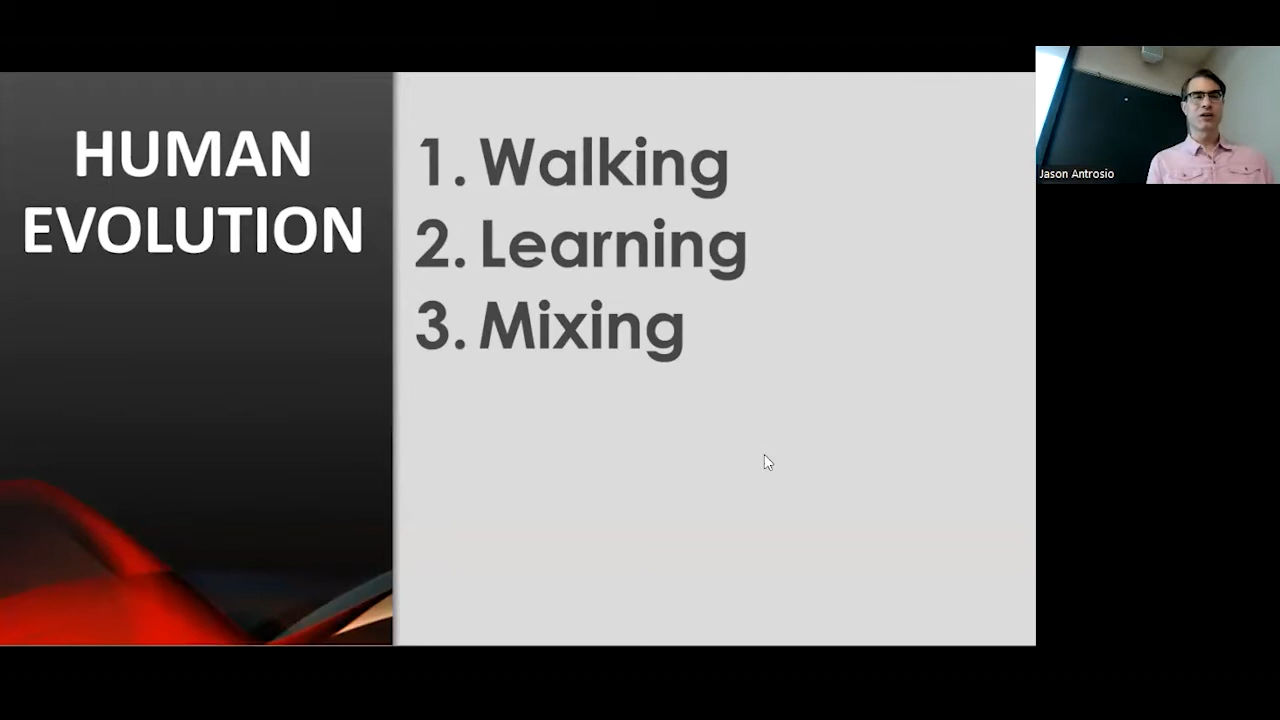 HUMAN
EVOLUTION
1. Walking
2. Learning
3. Mixing
Jason Antrosio